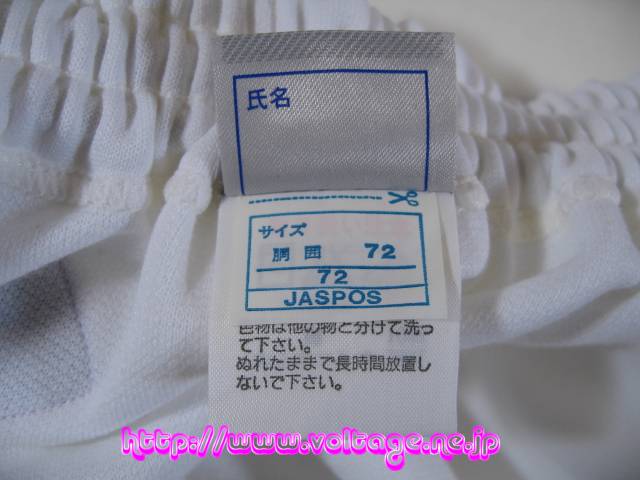 氏名
サイズ
胴囲 72
72
JASPOS
色物は他の物と分けて洗っ
て下さい。
ぬれたままで長時間放置し
ないで下さい。
http://www.voltage.ne.jp